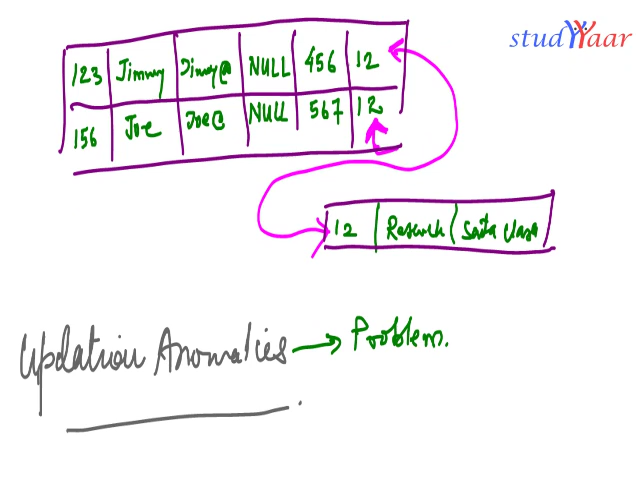 studYYaar
123 Jimmy Jimmy@ NULL 456 12
156 Joe Joe@ NULL 567 12
12 Research Santa Clara
Updation Anomalies → Problem.